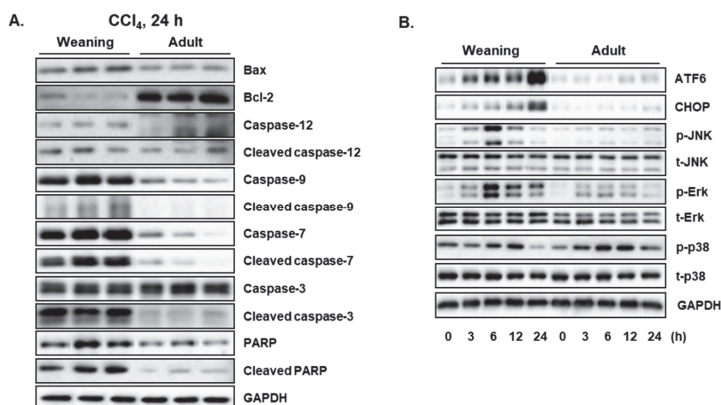 A.
CCl₄, 24 h
Weaning Adult
Bax
Bcl-2
Caspase-12
Cleaved caspase-12
Caspase-9
Cleaved caspase-9
Caspase-7
Cleaved caspase-7
Caspase-3
Cleaved caspase-3
PARP
Cleaved PARP
GAPDH
B.
Weaning Adult
ATF6
CHOP
p-JNK
t-JNK
p-Erk
t-Erk
p-p38
t-p38
GAPDH
0 3 6 12 24 0 3 6 12 24 (h)